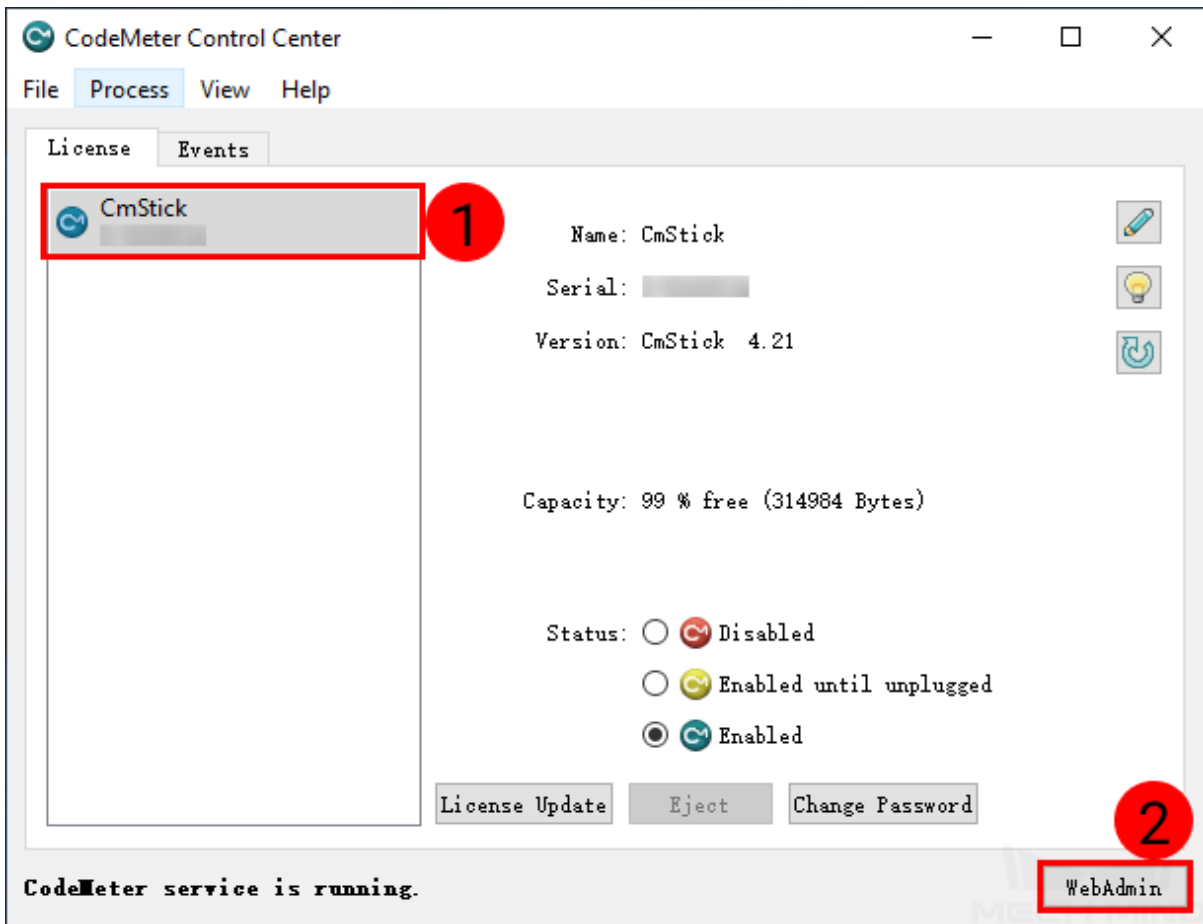 CodeMeter Control Center
File Process View Help
License Events
CmStick
1
Name: CmStick
Serial:
Version: CmStick 4.21
Capacity: 99 % free (314984 Bytes)
Status: Disabled
Enabled until unplugged
Enabled
License Update Eject Change Password
2
CodeMeter service is running.
WebAdmin
MECH MIND